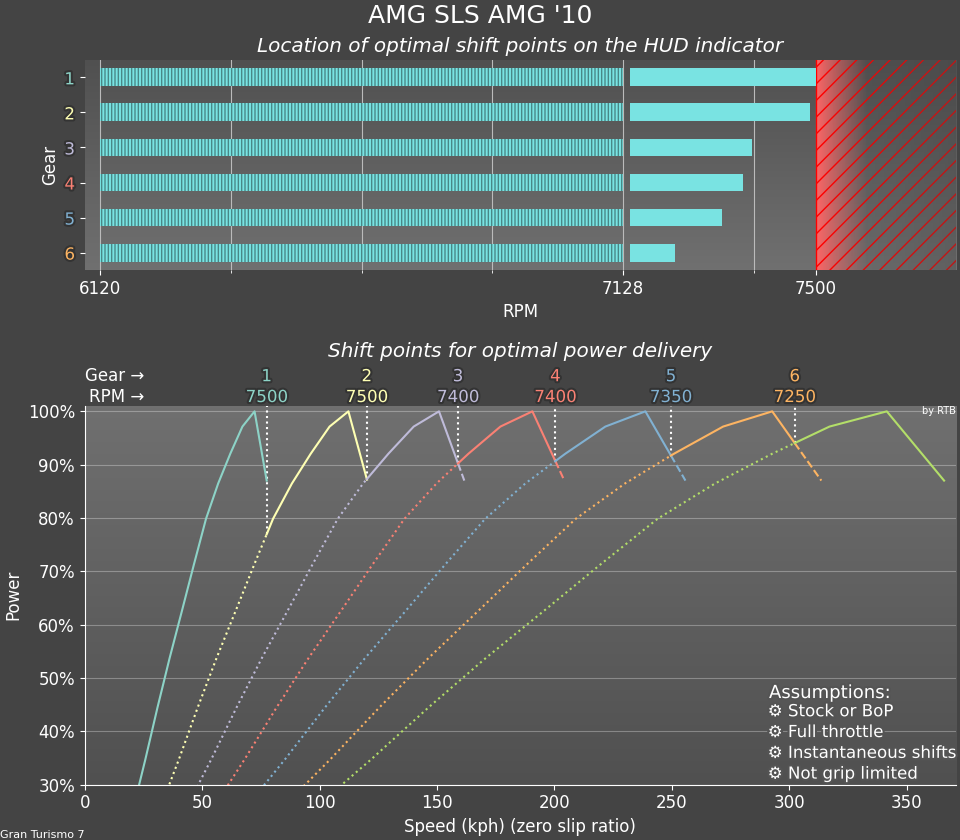 AMG SLS AMG '10
Location of optimal shift points on the HUD indicator
Gear
1
2
3
4
5
6
6120 7128 7500
RPM
Shift points for optimal power delivery
Gear → 1 2 3 4 5 6
RPM → 7500 7500 7400 7400 7350 7250
by RTB
Power
100%
90%
80%
70%
60%
50%
40%
30%
Assumptions:
⚙ Stock or BoP
⚙ Full throttle
⚙ Instantaneous shifts
⚙ Not grip limited
0 50 100 150 200 250 300 350
Speed (kph) (zero slip ratio)
Gran Turismo 7